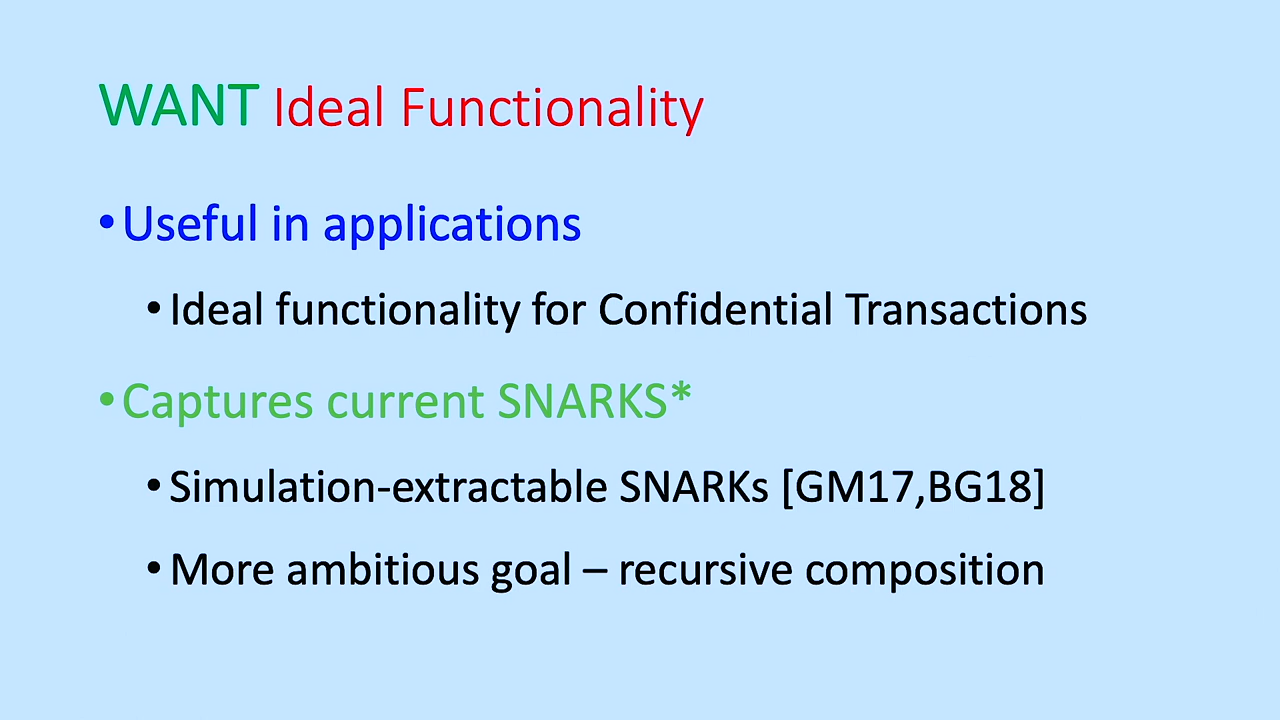 WANT Ideal Functionality
•Useful in applications
•Ideal functionality for Confidential Transactions
•Captures current SNARKS*
•Simulation-extractable SNARKs [GM17,BG18]
•More ambitious goal – recursive composition